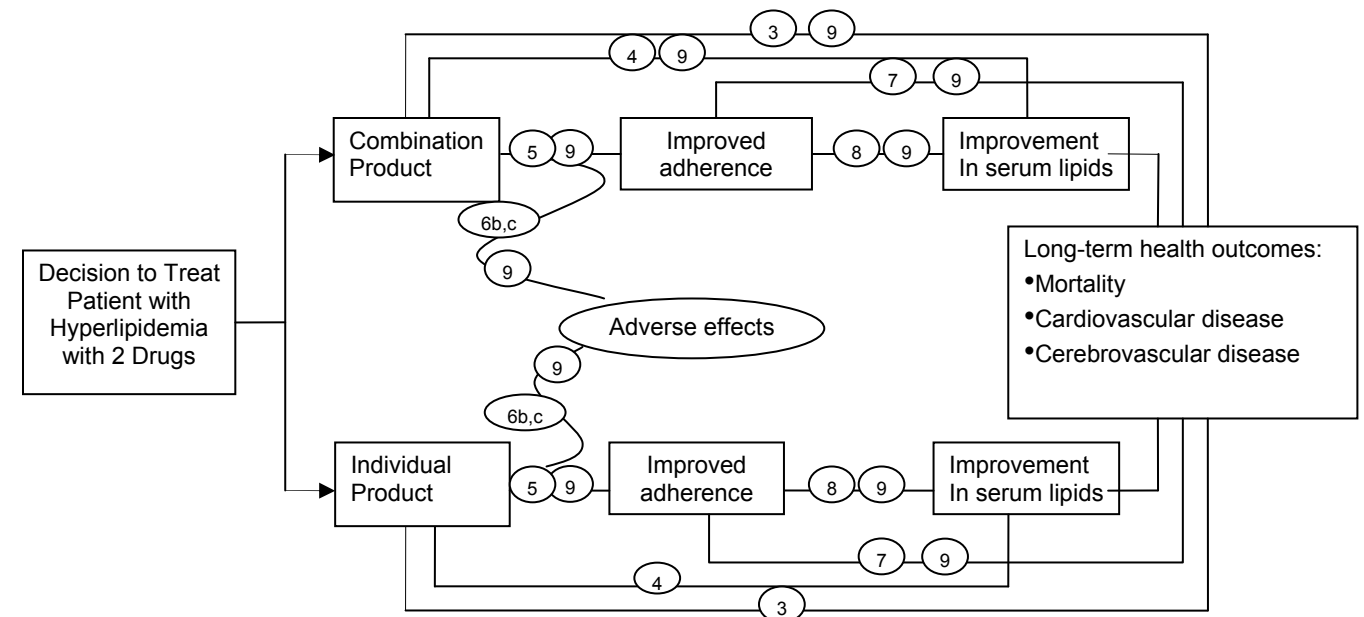 3 9
4 9
7 9
Combination
Product
5 9
Improved
adherence
8 9
Improvement
In serum lipids
6b,c
9
Decision to Treat
Patient with
Hyperlipidemia
with 2 Drugs
Adverse effects
Long-term health outcomes:
•Mortality
•Cardiovascular disease
•Cerebrovascular disease
9
6b,c
Individual
Product
5 9
Improved
adherence
8 9
Improvement
In serum lipids
7 9
4
3